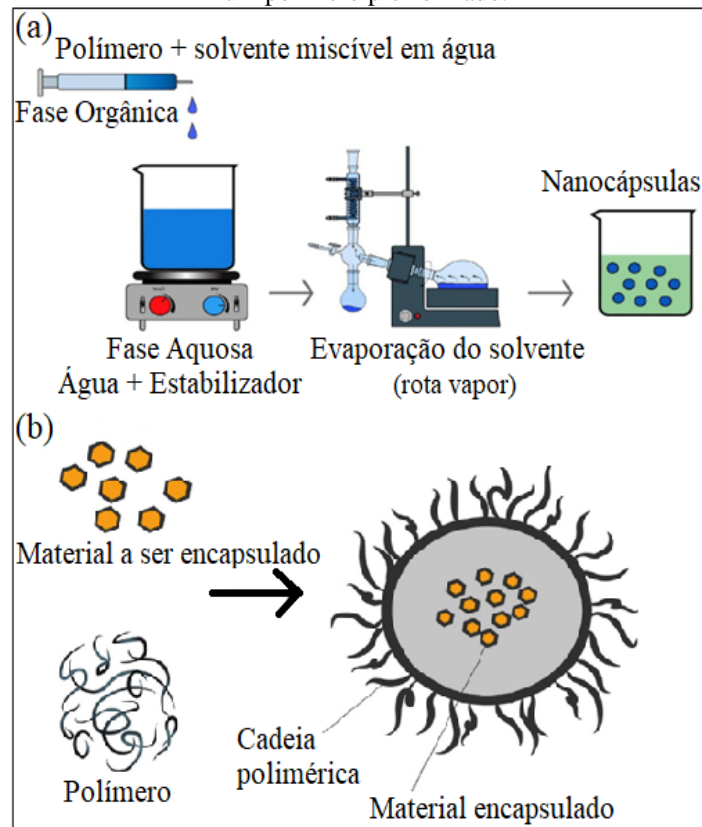 (a)
Polímero + solvente miscível em água
Fase Orgânica
Nanocápsulas
Fase Aquosa
Água + Estabilizador
Evaporação do solvente
(rota vapor)
(b)
Material a ser encapsulado
Polímero
Cadeia
polimérica
Material encapsulado